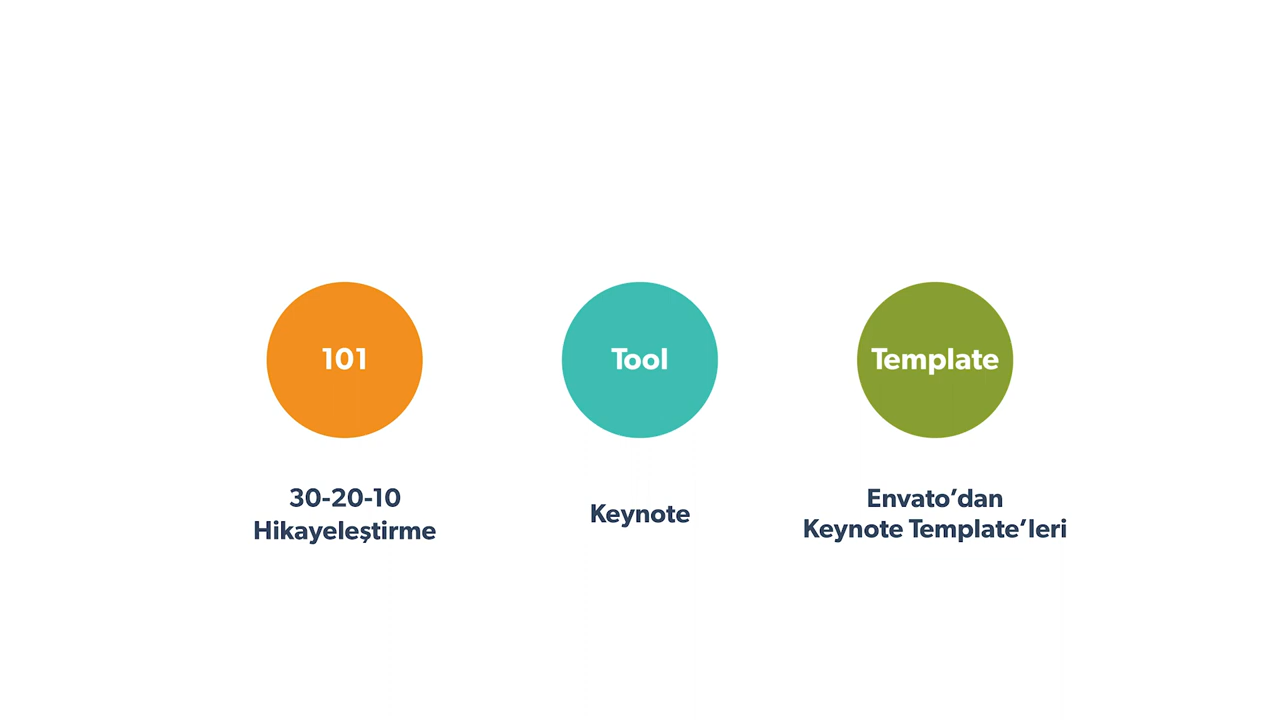 101
Tool
Template
30-20-10
Hikayeleştirme
Keynote
Envato’dan
Keynote Template’leri